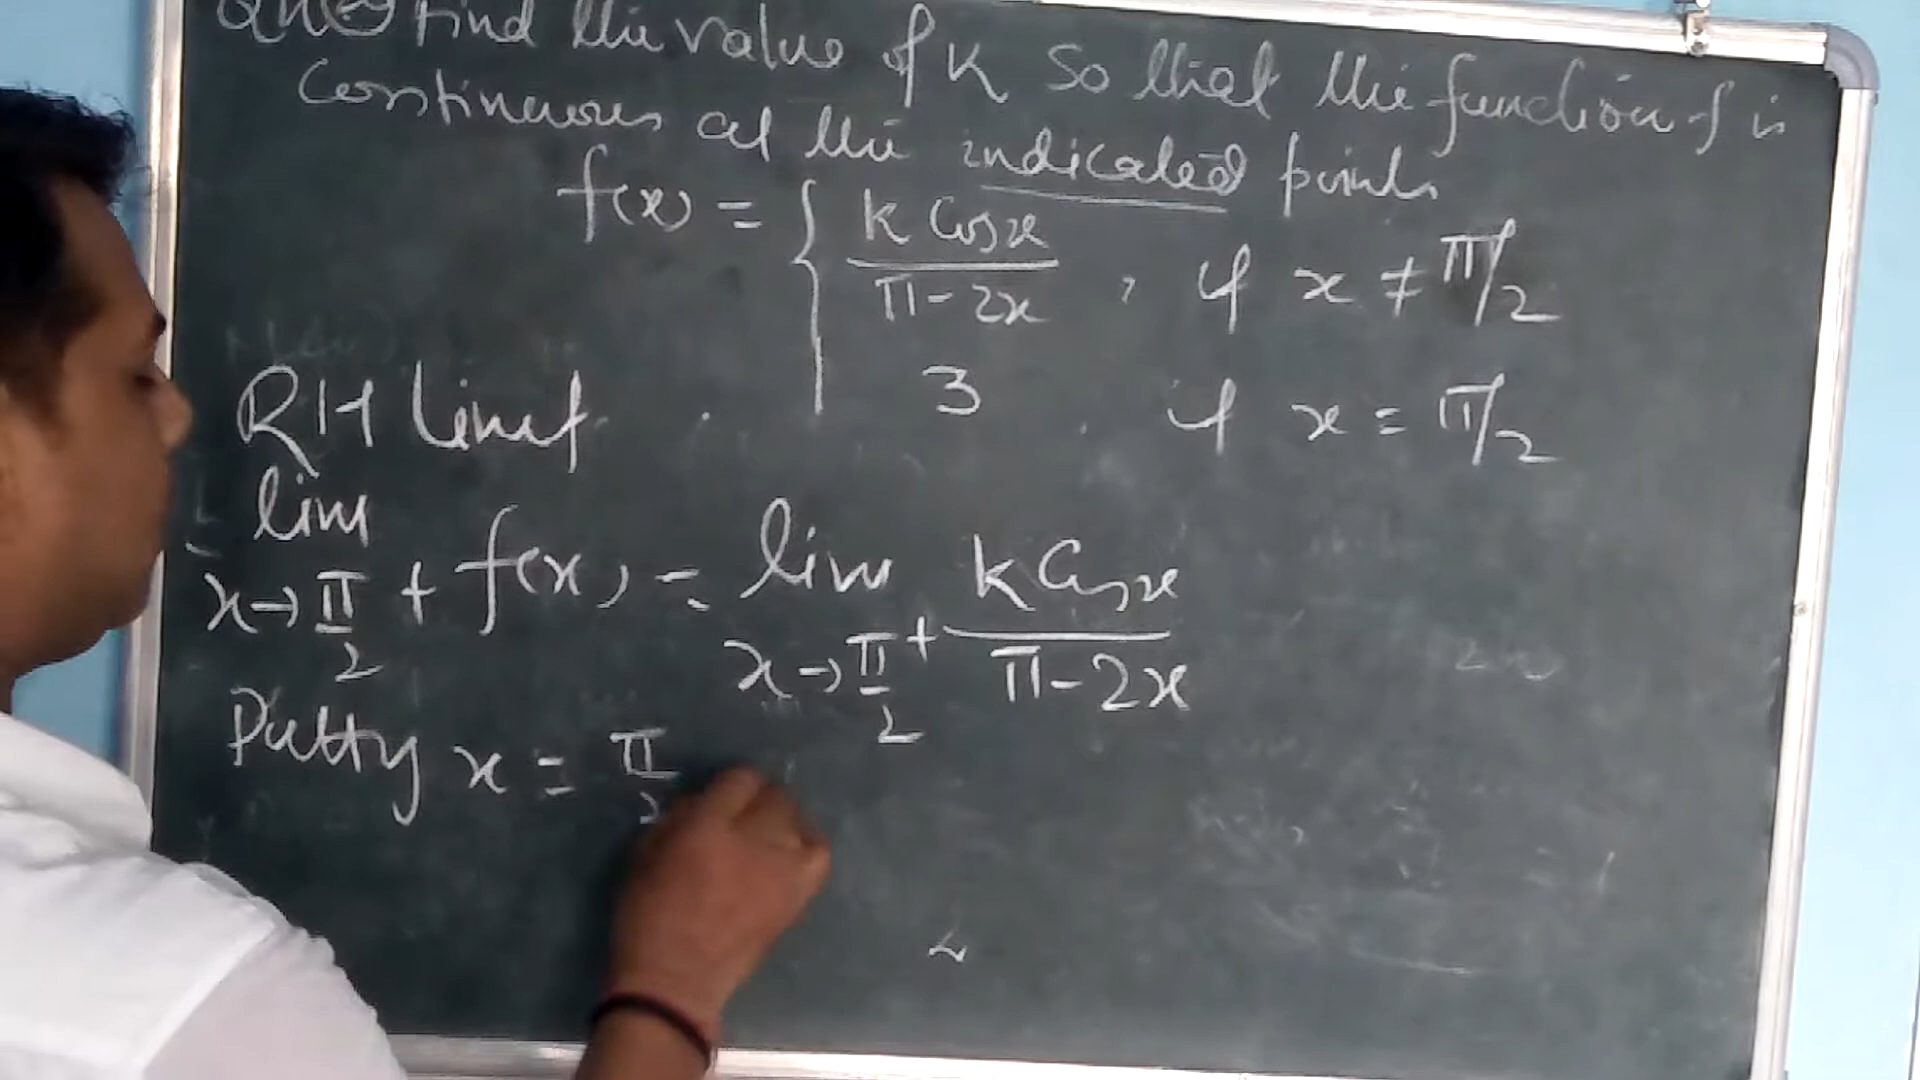 Find the value of K So that the function f is
Continuous at the indicated points
f(x) = { K Cos x / π - 2x , if x ≠ π/2
3 if x = π/2
RH Limit
lim x→π/2+ f(x) = lim x→π/2+ K Cos x / π - 2x
Putting x = π/2